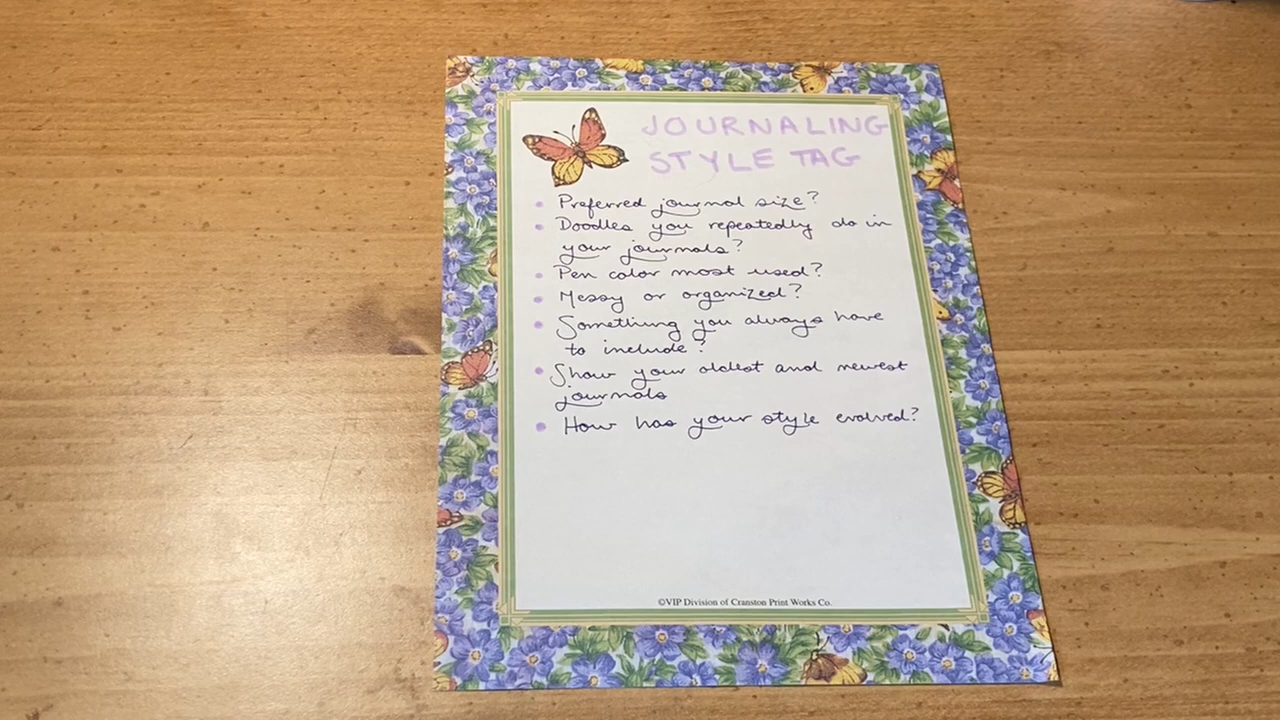 JOURNALING
STYLE TAG
• Preferred journal size?
• Doodles you repeatedly do in
your journals?
• Pen color most used?
• Messy or organized?
• Something you always have
to include?
• Show your oldest and newest
journals
• How has your style evolved?
©VIP Division of Cranston Print Works Co.